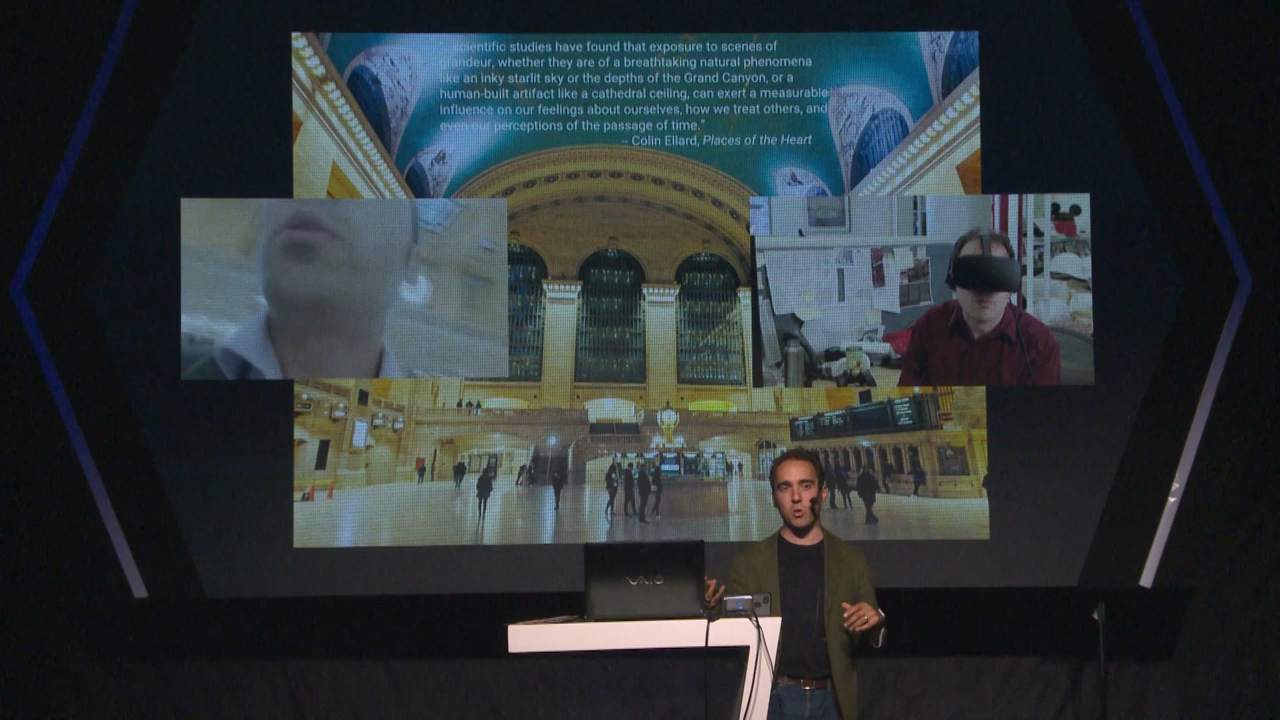 scientific studies have found that exposure to scenes of
grandeur, whether they are of a breathtaking natural phenomena
like an inky starlit sky or the depths of the Grand Canyon, or a
human-built artifact like a cathedral ceiling, can exert a measurable
influence on our feelings about ourselves, how we treat others, and
even our perceptions of the passage of time."
– Colin Ellard, Places of the Heart
VAIO